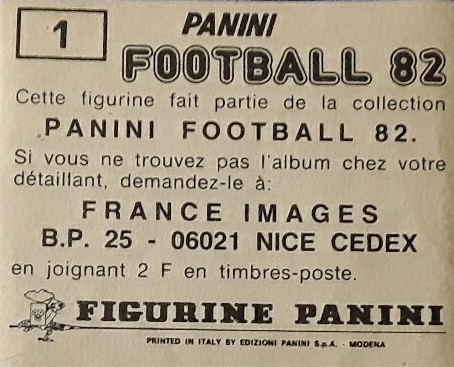 1
PANINI
FOOTBALL 82
Cette figurine fait partie de la collection
PANINI FOOTBALL 82.
Si vous ne trouvez pas l'album chez votre
détaillant, demandez-le à:
FRANCE IMAGES
B.P. 25 - 06021 NICE CEDEX
en joignant 2 F en timbres-poste.
FIGURINE PANINI
PRINTED IN ITALY BY EDIZIONI PANINI S.p.A. - MODENA